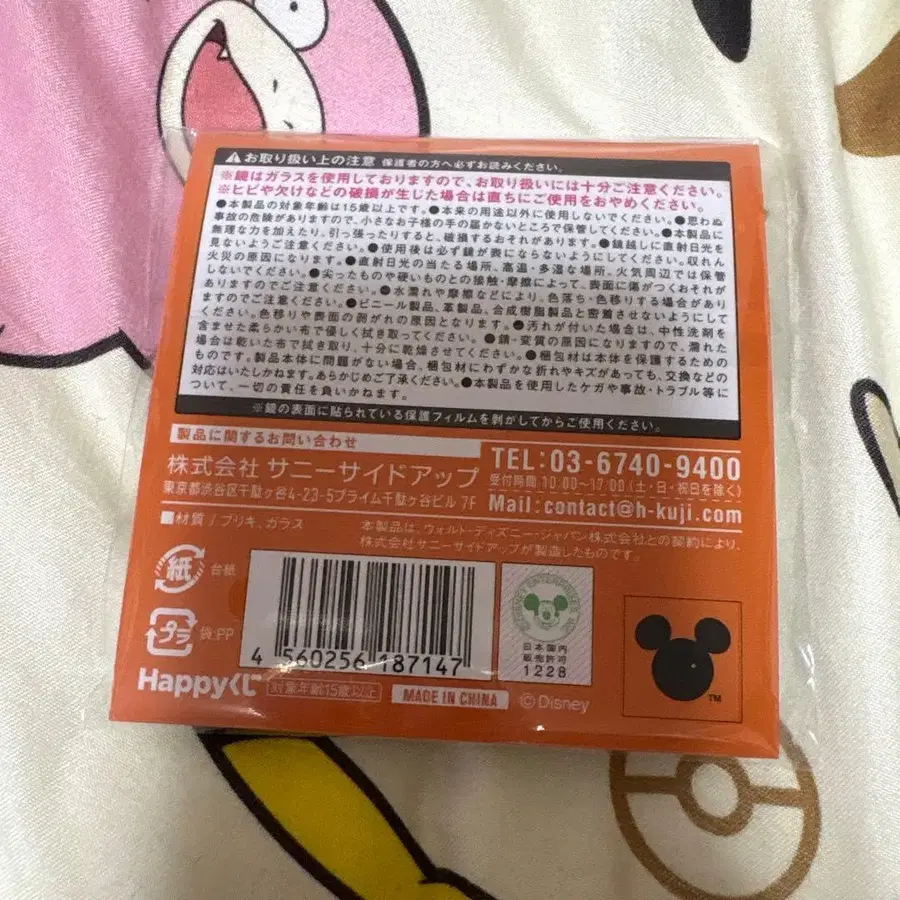 ⚠お取り扱い上の注意 保護者の方へ必ずお読みください。
※鏡はガラスを使用しておりますので、お取り扱いには十分ご注意ください。
※ヒビや欠けなどの破損が生じた場合は直ちにご使用をおやめください。
●本製品の対象年齢は15歳以上です。●本来の用途以外に使用しないでください。●思わぬ
事故の危険がありますので、小さなお子様の手の届かないところで保管してください。●本製品に
無理な力を加えたり、引っ張ったりすると、破損するおそれがあります。●鏡越しに直射日光を
見ないようご注意ください。●使用後は必ず鏡が表にならないようにしてください。収れん
火災の原因になります。●直射日光の当たる場所、高温・多湿な場所、火気周辺では保管
しないでください。●尖ったものや硬いものとの接触・摩擦によって、表面に傷がつくおそれが
ありますのでご注意ください。●水濡れや摩擦などにより、色落ち・色移りする場合があり
ますのでご注意ください。●ビニール製品、革製品、合成樹脂製品と密着させないようにして
ください。色移りや表面の剥がれの原因となります。●汚れが付いた場合は、中性洗剤を
含ませた柔らかい布で優しく拭き取ってください。●錆・変質の原因になりますので、濡れた
場合は乾いた布で拭き取り、十分に乾燥させてください。●梱包材は本体を保護するための
ものです。製品本体に問題がない場合、梱包材にわずかな折れやキズがあっても、交換などの
対応はいたしかねます。あらかじめご了承ください。●本製品を使用したケガや事故・トラブル等に
ついて、一切の責任を負いかねます。
※鏡の表面に貼られている保護フィルムを剥がしてからご使用ください。
製品に関するお問い合わせ
株式会社 サニーサイドアップ
東京都渋谷区千駄ヶ谷4-23-5プライム千駄ヶ谷ビル 7F
TEL:03-6740-9400
受付時間 10:00~17:00(土・日・祝日を除く)
Mail:contact@h-kuji.com
■材質/ブリキ、ガラス
本製品は、ウォルト・ディズニー・ジャパン株式会社との契約により、
株式会社サニーサイドアップが製造したものです。
紙 台紙
プラ 袋:PP
4 560256 187147
DISNEY ENTERPRISES INC.
日本国内
販売許可
1228
TM
Happyくじ
対象年齢15歳以上
MADE IN CHINA
©Disney